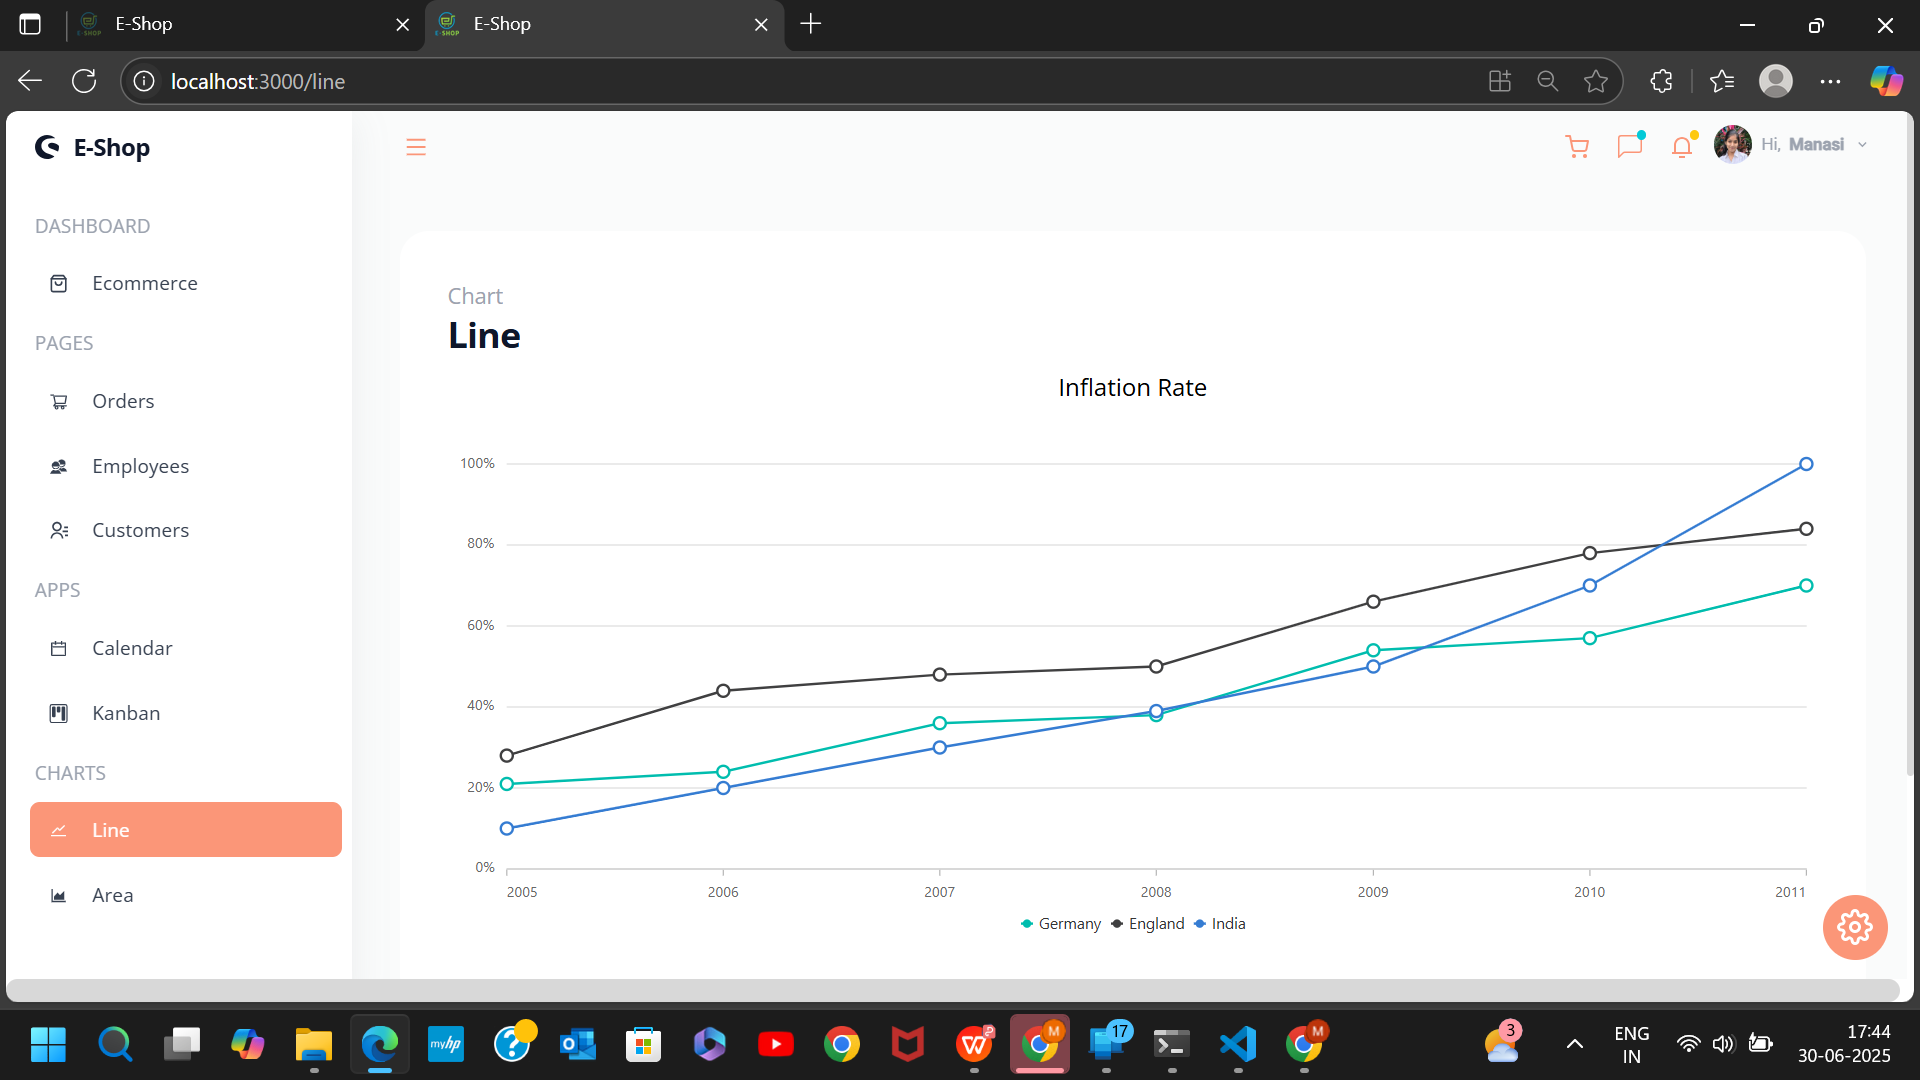 E-Shop
E-Shop
localhost:3000/line
E-Shop
Hi, Manasi
DASHBOARD
Ecommerce
PAGES
Orders
Employees
Customers
APPS
Calendar
Kanban
CHARTS
Line
Area
Chart
Line
Inflation Rate
100%
80%
60%
40%
20%
0%
2005 2006 2007 2008 2009 2010 2011
Germany England India
myhp
17
M
M
3
ENG
IN
17:44
30-06-2025